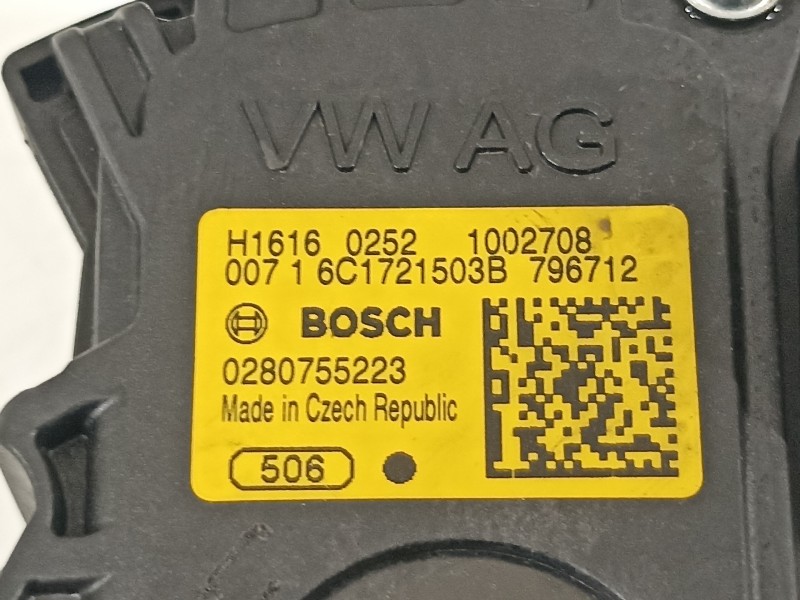 VW AG
H1616 0252 1002708
007 1 6C1721503B 796712
BOSCH
0280755223
Made in Czech Republic
506